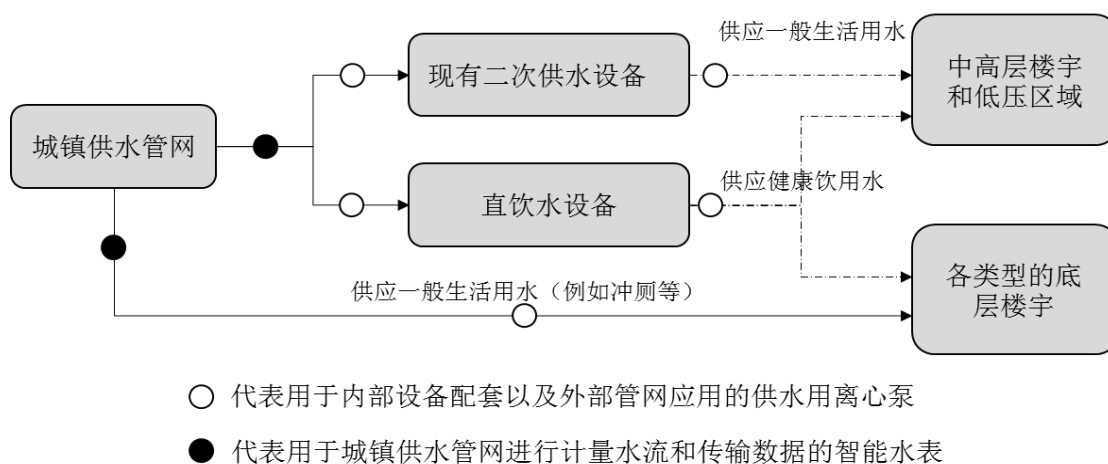 供应一般生活用水
现有二次供水设备
中高层楼宇
和低压区域
城镇供水管网
直饮水设备
供应健康饮用水
各类型的底
层楼宇
供应一般生活用水（例如冲厕等）
代表用于内部设备配套以及外部管网应用的供水用离心泵
代表用于城镇供水管网进行计量水流和传输数据的智能水表